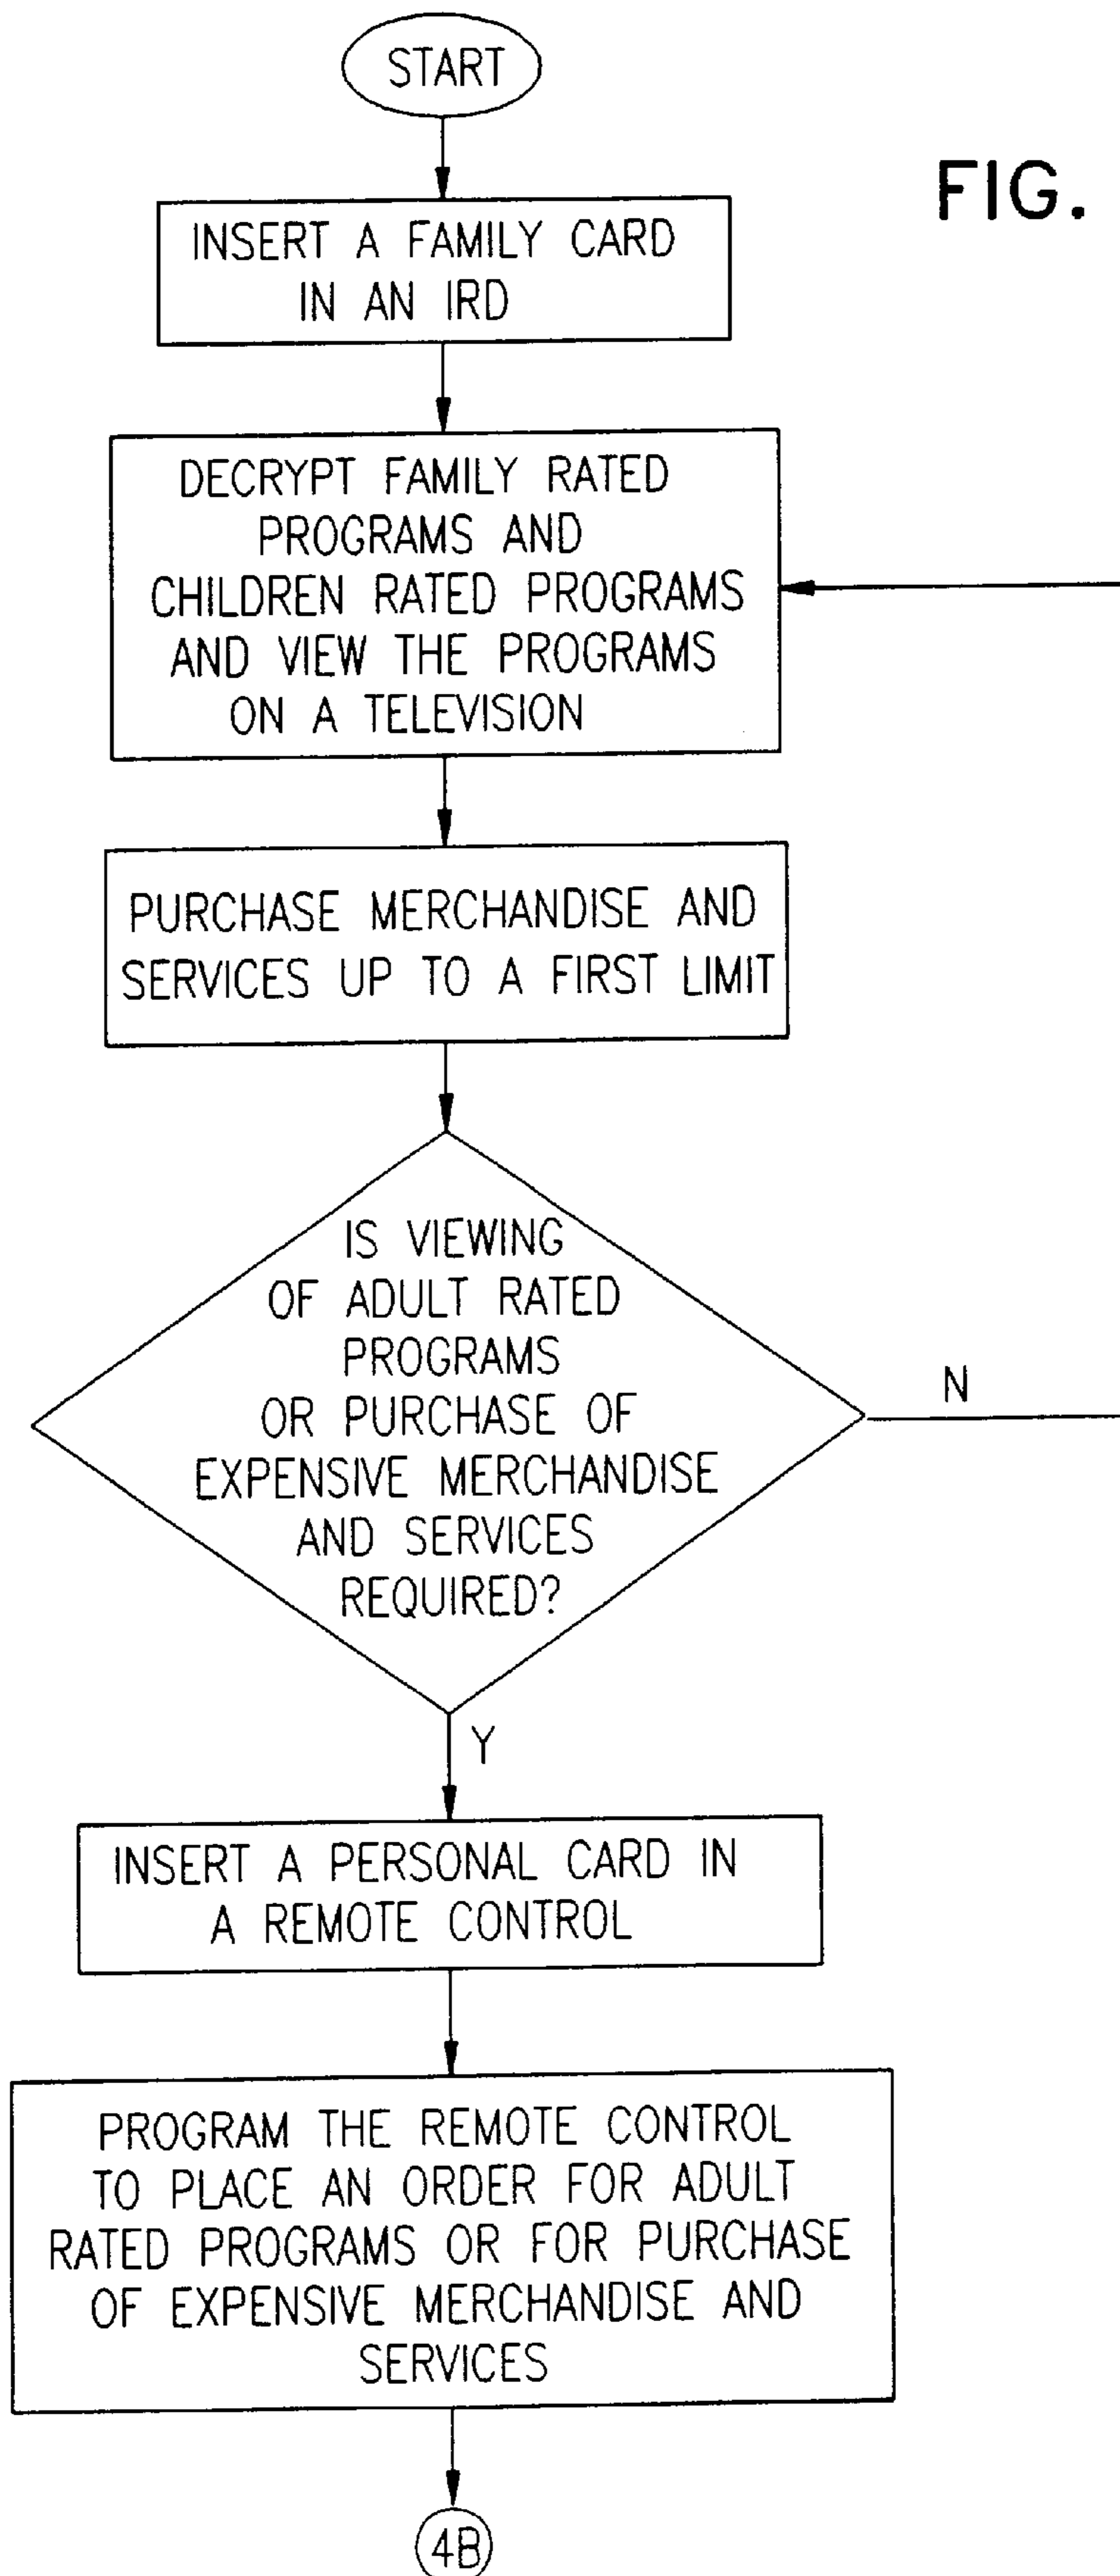 START
FIG.
INSERT A FAMILY CARD
IN AN IRD
DECRYPT FAMILY RATED
PROGRAMS AND
CHILDREN RATED PROGRAMS
AND VIEW THE PROGRAMS
ON A TELEVISION
PURCHASE MERCHANDISE AND
SERVICES UP TO A FIRST LIMIT
IS VIEWING
OF ADULT RATED
PROGRAMS
OR PURCHASE OF
EXPENSIVE MERCHANDISE
AND SERVICES
REQUIRED?
N
Y
INSERT A PERSONAL CARD IN
A REMOTE CONTROL
PROGRAM THE REMOTE CONTROL
TO PLACE AN ORDER FOR ADULT
RATED PROGRAMS OR FOR PURCHASE
OF EXPENSIVE MERCHANDISE AND
SERVICES
4B